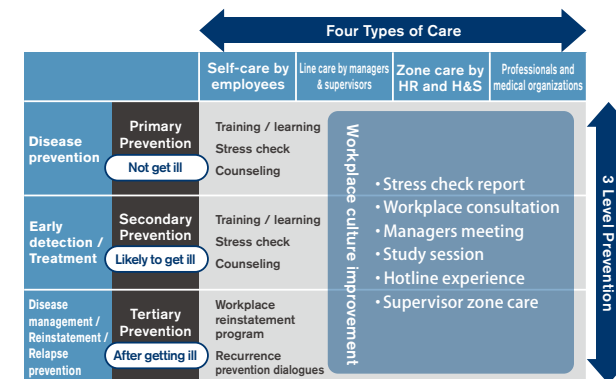 Four Types of Care
Self-care by
employees
Line care by managers
& supervisors
Zone care by
HR and H&S
Professionals and
medical organizations
Disease
prevention
Primary
Prevention
Not get ill
Training / learning
Stress check
Counseling
Early
detection /
Treatment
Secondary
Prevention
Likely to get ill
Training / learning
Stress check
Counseling
Disease
management /
Reinstatement /
Relapse
prevention
Tertiary
Prevention
After getting ill
Workplace
reinstatement
program
Recurrence
prevention dialogues
Workplace culture improvement
・Stress check report
・Workplace consultation
・Managers meeting
・Study session
・Hotline experience
・Supervisor zone care
3 Level Prevention